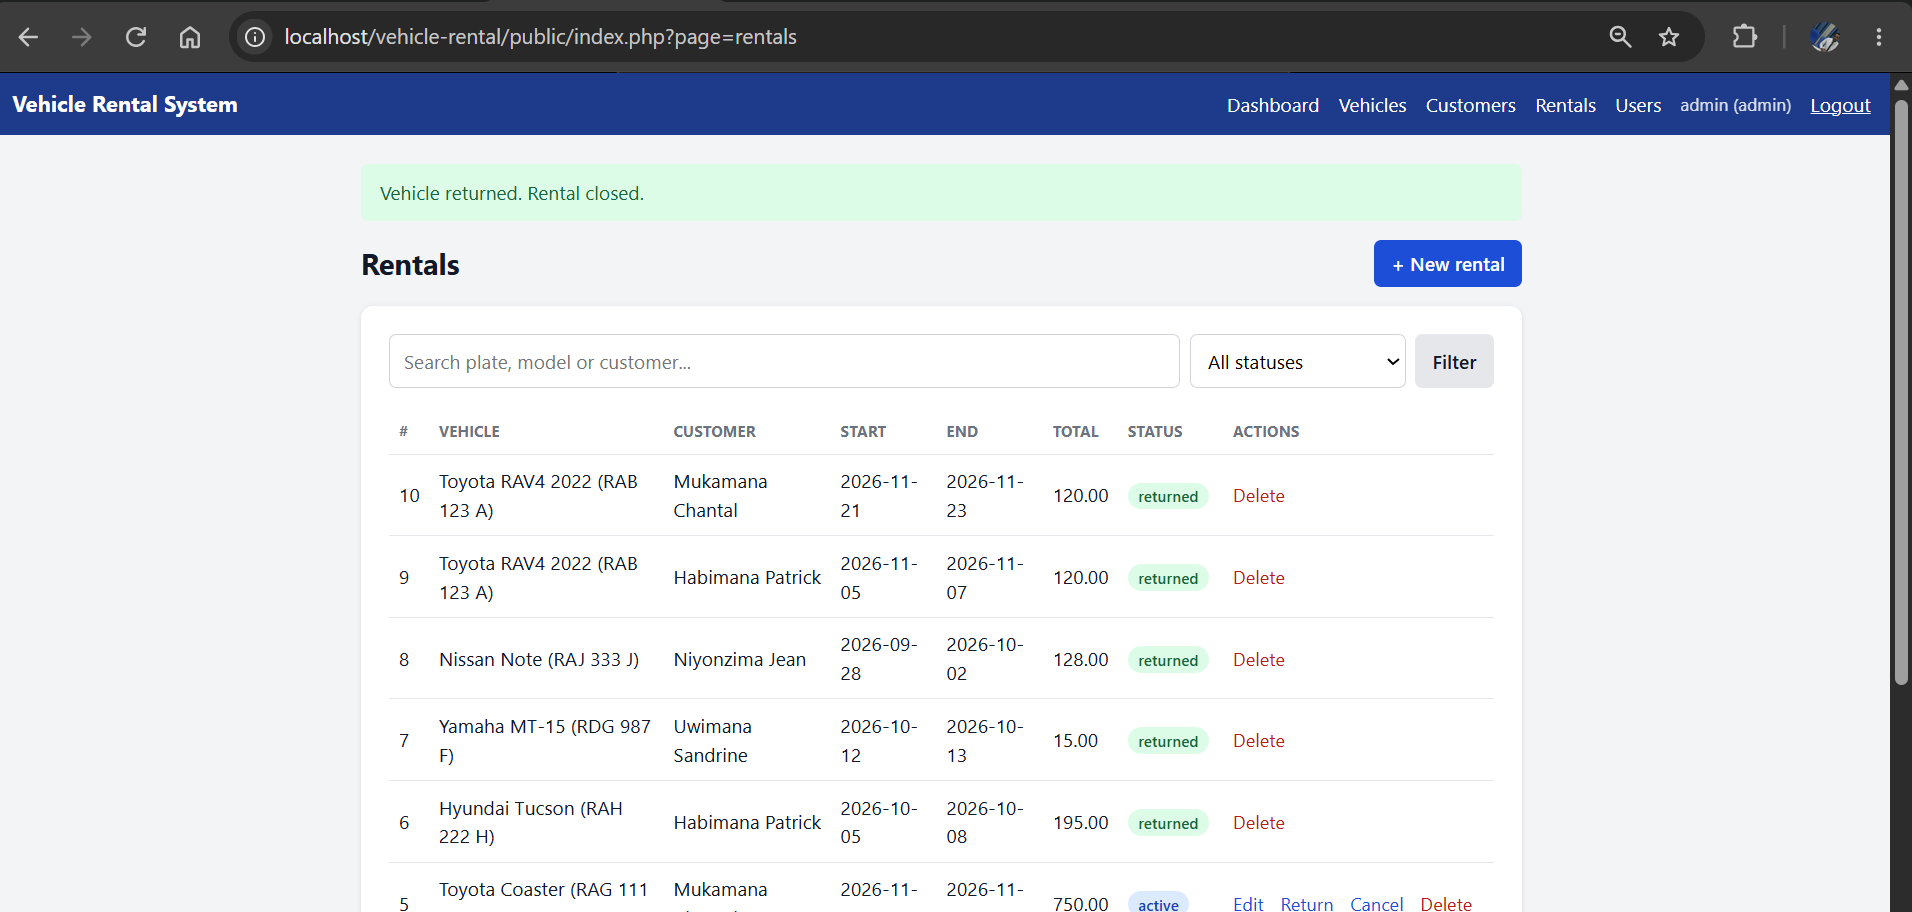 localhost/vehicle-rental/public/index.php?page=rentals
Vehicle Rental System
Dashboard Vehicles Customers Rentals Users admin (admin) Logout
Vehicle returned. Rental closed.
Rentals
+ New rental
Search plate, model or customer...
All statuses
Filter
# VEHICLE CUSTOMER START END TOTAL STATUS ACTIONS
10 Toyota RAV4 2022 (RAB 123 A) Mukamana Chantal 2026-11-21 2026-11-23 120.00 returned Delete
9 Toyota RAV4 2022 (RAB 123 A) Habimana Patrick 2026-11-05 2026-11-07 120.00 returned Delete
8 Nissan Note (RAJ 333 J) Niyonzima Jean 2026-09-28 2026-10-02 128.00 returned Delete
7 Yamaha MT-15 (RDG 987 F) Uwimana Sandrine 2026-10-12 2026-10-13 15.00 returned Delete
6 Hyundai Tucson (RAH 222 H) Habimana Patrick 2026-10-05 2026-10-08 195.00 returned Delete
5 Toyota Coaster (RAG 111 Mukamana 2026-11- 2026-11- 750.00 active Edit Return Cancel Delete